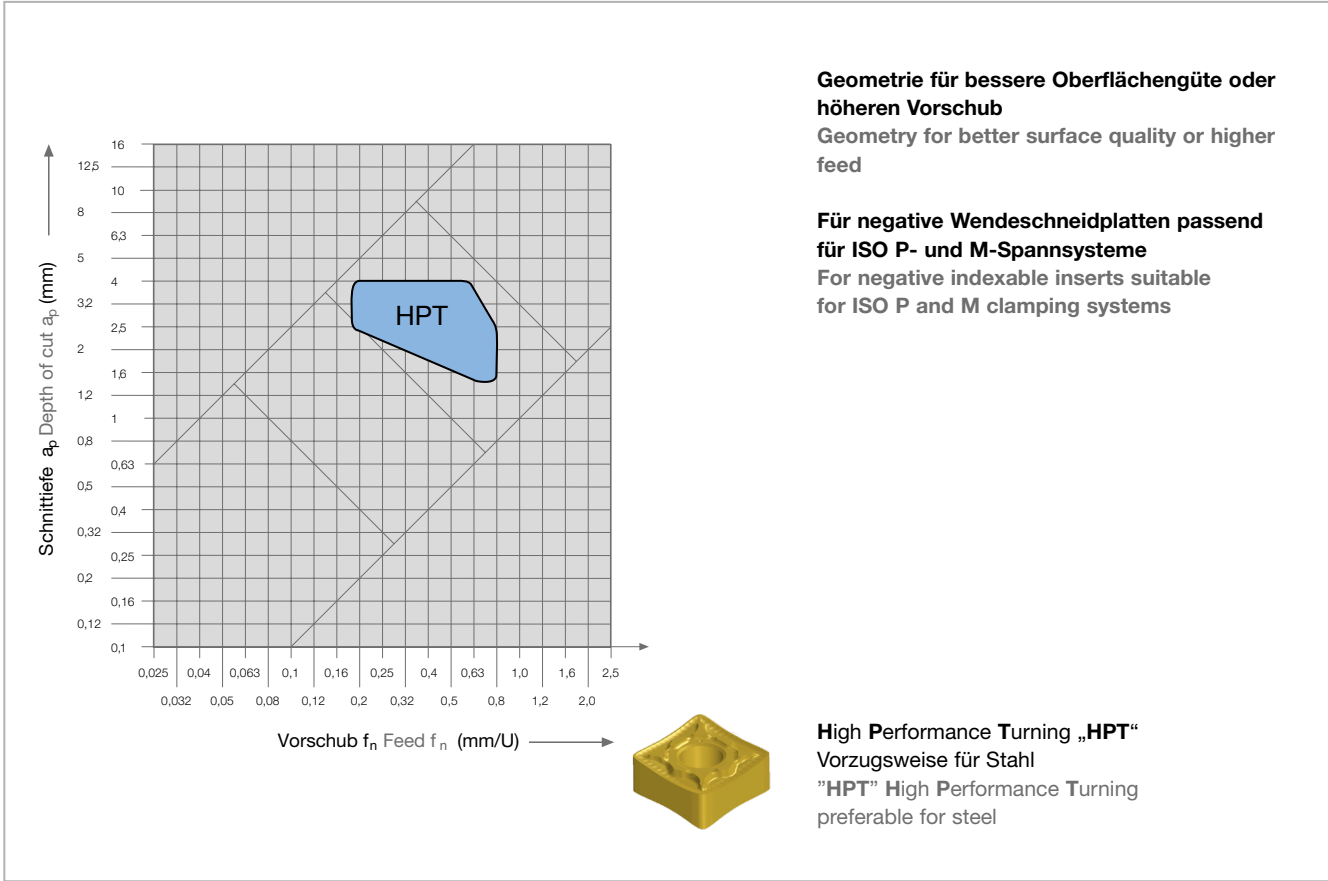 Geometrie für bessere Oberflächengüte oder
höheren Vorschub
Geometry for better surface quality or higher
feed
Für negative Wendeschneidplatten passend
für ISO P- und M-Spannsysteme
For negative indexable inserts suitable
for ISO P and M clamping systems
Schnittiefe ap Depth of cut ap (mm)
16
12,5
10
8
6,3
5
4
3,2
2,5
2
1,6
1,2
1
0,8
0,63
0,5
0,4
0,32
0,25
0,2
0,16
0,12
0,1
HPT
0,025 0,04 0,063 0,1 0,16 0,25 0,4 0,63 1,0 1,6 2,5
0,032 0,05 0,08 0,12 0,2 0,32 0,5 0,8 1,2 2,0
Vorschub fn Feed fn (mm/U)
High Performance Turning „HPT“
Vorzugsweise für Stahl
”HPT” High Performance Turning
preferable for steel